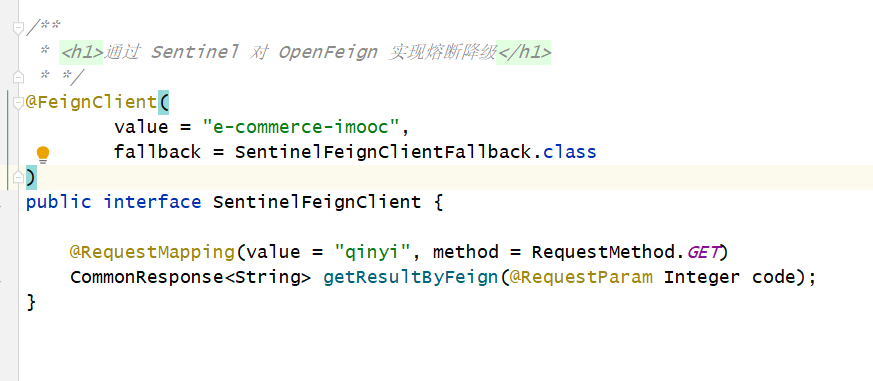 /**
 * <h1>通过 Sentinel 对 OpenFeign 实现熔断降级</h1>
 * */
@FeignClient(
        value = "e-commerce-imooc",
        fallback = SentinelFeignClientFallback.class
)
public interface SentinelFeignClient {
    @RequestMapping(value = "qinyi", method = RequestMethod.GET)
    CommonResponse<String> getResultByFeign(@RequestParam Integer code);
}